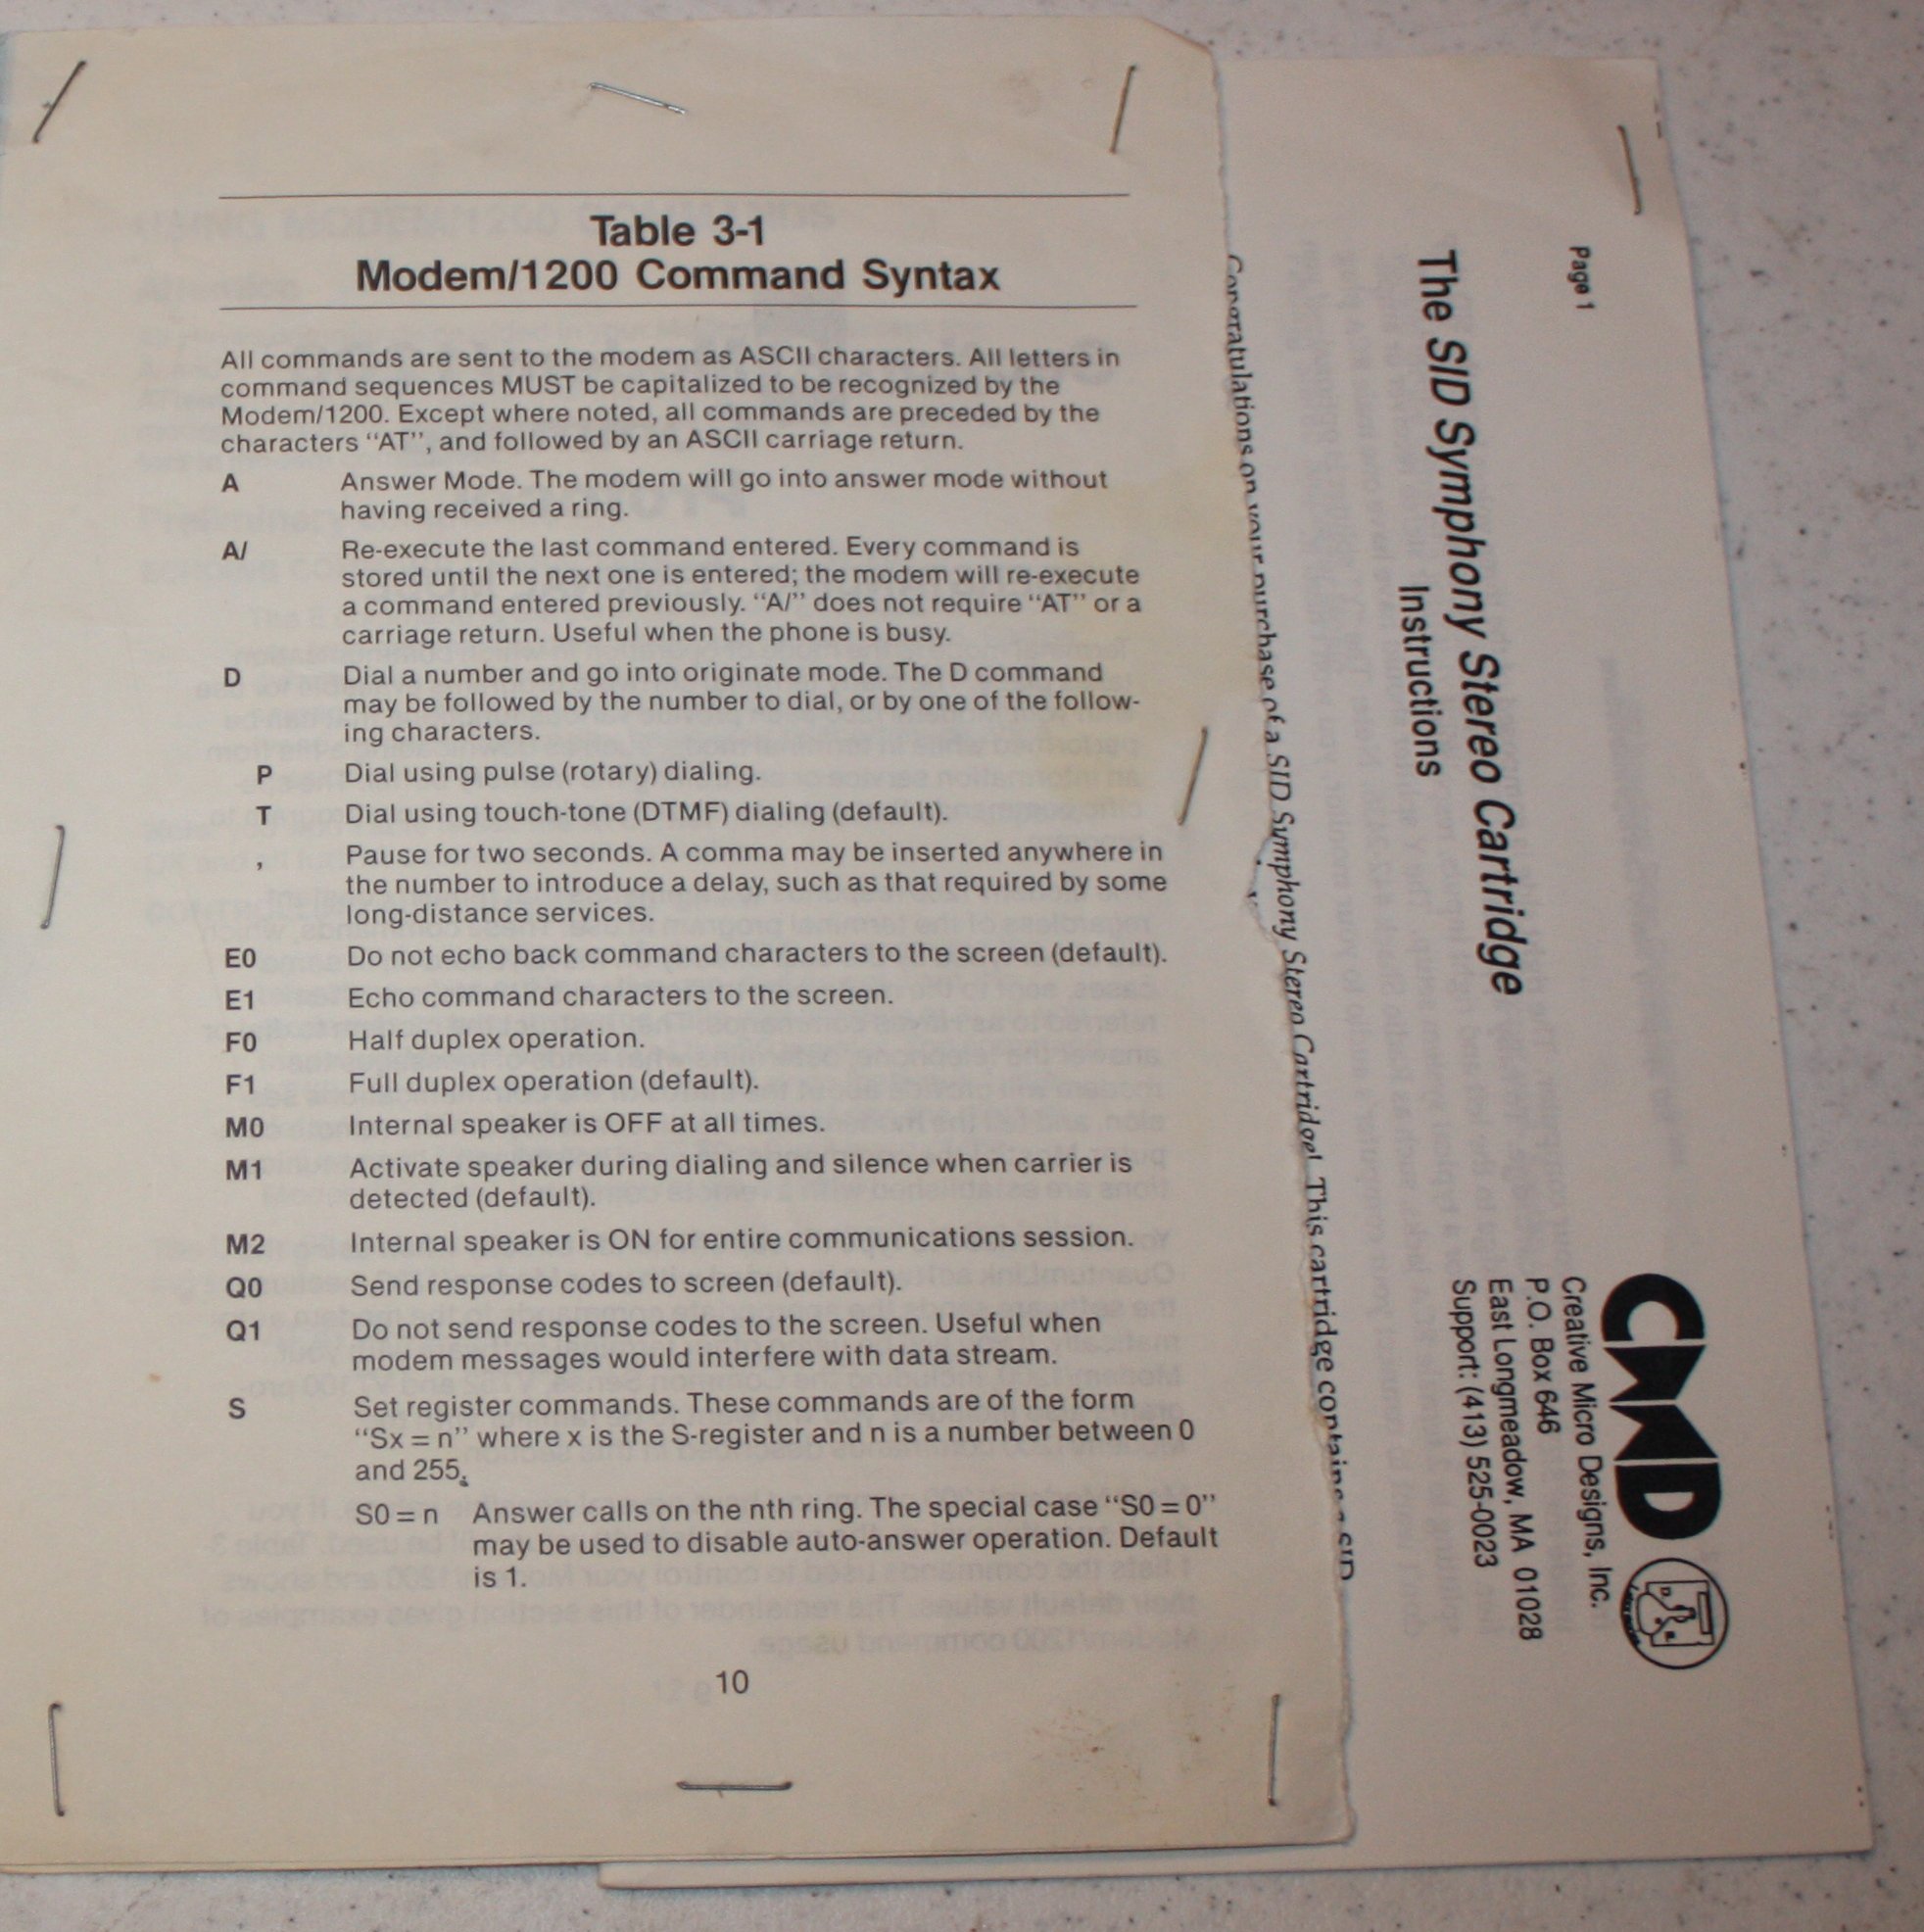 Table 3-1
Modem/1200 Command Syntax
All commands are sent to the modem as ASCII characters. All letters in
command sequences MUST be capitalized to be recognized by the
Modem/1200. Except where noted, all commands are preceded by the
characters “AT”, and followed by an ASCII carriage return.
A Answer Mode. The modem will go into answer mode without
having received a ring.
A/ Re-execute the last command entered. Every command is
stored until the next one is entered; the modem will re-execute
a command entered previously. “A/” does not require “AT” or a
carriage return. Useful when the phone is busy.
D Dial a number and go into originate mode. The D command
may be followed by the number to dial, or by one of the follow-
ing characters.
P Dial using pulse (rotary) dialing.
T Dial using touch-tone (DTMF) dialing (default).
, Pause for two seconds. A comma may be inserted anywhere in
the number to introduce a delay, such as that required by some
long-distance services.
E0 Do not echo back command characters to the screen (default).
E1 Echo command characters to the screen.
F0 Half duplex operation.
F1 Full duplex operation (default).
M0 Internal speaker is OFF at all times.
M1 Activate speaker during dialing and silence when carrier is
detected (default).
M2 Internal speaker is ON for entire communications session.
Q0 Send response codes to screen (default).
Q1 Do not send response codes to the screen. Useful when
modem messages would interfere with data stream.
S Set register commands. These commands are of the form
“Sx = n” where x is the S-register and n is a number between 0
and 255.
S0 = n Answer calls on the nth ring. The special case “S0 = 0”
may be used to disable auto-answer operation. Default
is 1.
10
Page 1
The SID Symphony Stereo Cartridge
Instructions
CMD
Creative Micro Designs, Inc.
P.O. Box 646
East Longmeadow, MA 01028
Support: (413) 525-0023
Congratulations on your purchase of a SID Symphony Stereo Cartridge! This cartridge contains a SID